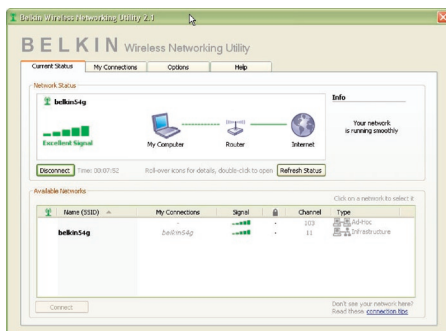 Belkin Wireless Networking Utility 2.1
BELKIN Wireless Networking Utility
Current Status My Connections Options Help
Network Status
belkin54g
Info
Your network
is running smoothly
Excellent Signal
My Computer Router Internet
Disconnect Time: 00:07:52 Roll-over icons for details, double-click to open Refresh Status
Available Networks
Click on a network to select it
Name (SSID) My Connections Signal Channel Type
- 103 Ad-hoc
belkin54g belkin54g 11 Infrastructure
Connect
Don't see your network here?
Read these connection tips